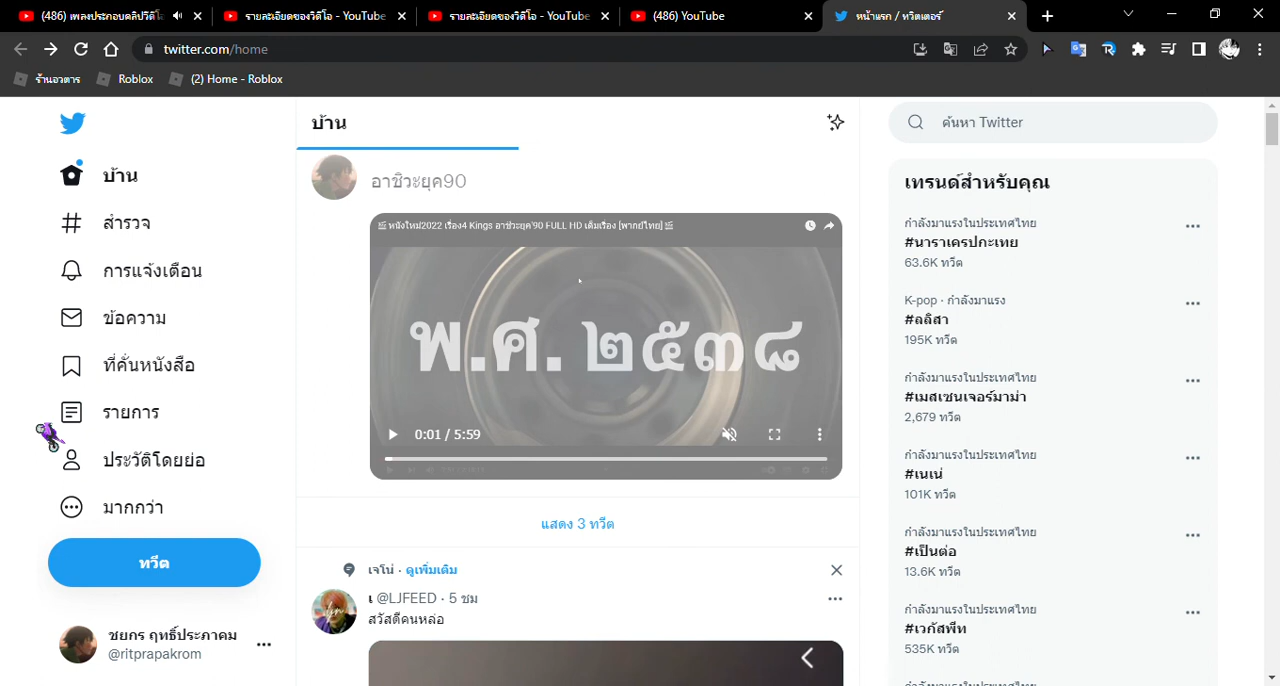 (486) เพลงประกอบคลิปวิดีโ
รายละเอียดของวิดีโอ - YouTube
รายละเอียดของวิดีโอ - YouTube
(486) YouTube
หน้าแรก / ทวิตเตอร์
twitter.com/home
ร้านอวตาร
Roblox
(2) Home - Roblox
บ้าน
สำรวจ
การแจ้งเตือน
ข้อความ
ที่คั่นหนังสือ
รายการ
ประวัติโดยย่อ
มากกว่า
ทวีต
ชยกร ฤทธิ์ประภาคม
@ritprapakrom
บ้าน
อาชิวะยุค90
หนังใหม่2022 เรื่อง4 Kings อาชีวะยุค'90 FULL HD เต็มเรื่อง [พากย์ไทย]
พ.ศ. ๒๕๓๘
0:01 / 5:59
แสดง 3 ทวีต
เจโน่ · ดูเพิ่มเติม
เ @LJFEED · 5 ชม
สวัสดีคนหล่อ
ค้นหา Twitter
เทรนด์สำหรับคุณ
กำลังมาแรงในประเทศไทย
#นาราเครปกะเทย
63.6K ทวีต
K-pop · กำลังมาแรง
#ลลิสา
195K ทวีต
กำลังมาแรงในประเทศไทย
#เมสเซนเจอร์มาม่า
2,679 ทวีต
กำลังมาแรงในประเทศไทย
#เนเน่
101K ทวีต
กำลังมาแรงในประเทศไทย
#เป็นต่อ
13.6K ทวีต
กำลังมาแรงในประเทศไทย
#เวกัสพีท
535K ทวีต